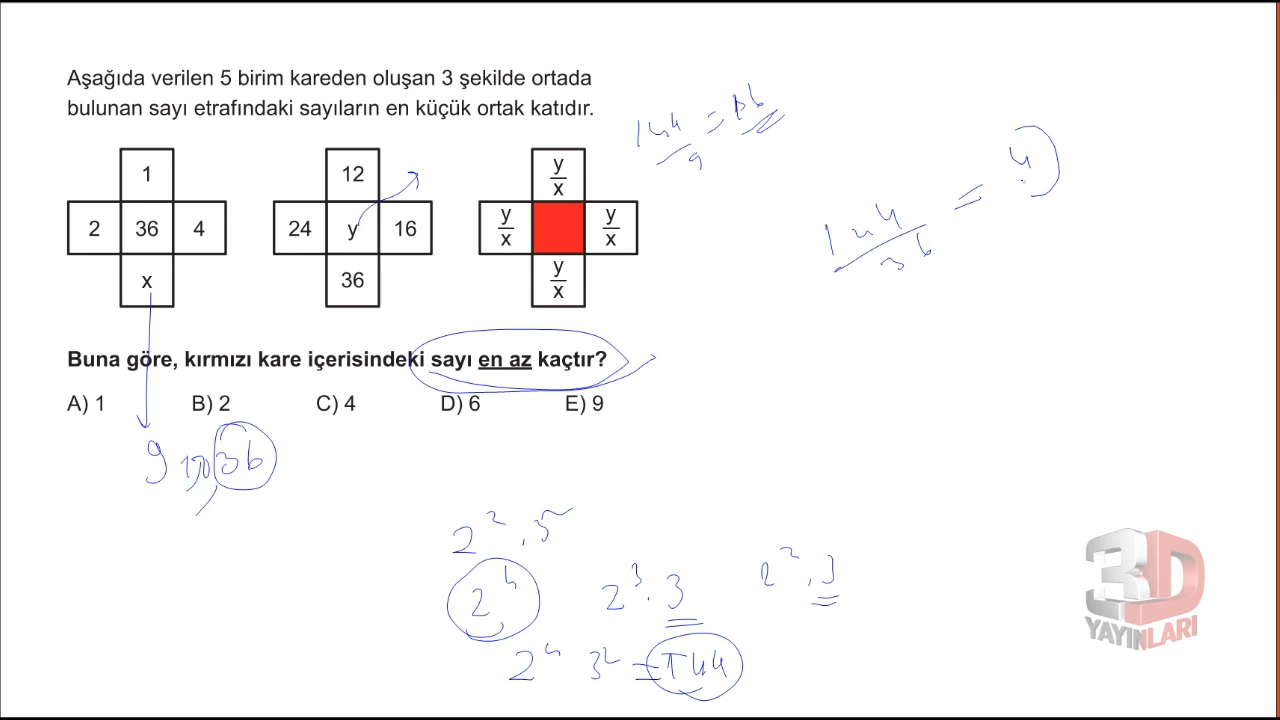 Aşağıda verilen 5 birim kareden oluşan 3 şekilde ortada
bulunan sayı etrafındaki sayıların en küçük ortak katıdır.
1
2 36 4
x
12
24 y 16
36
y/x
y/x y/x
y/x
144/9 = 16
144/36 = 4
Buna göre, kırmızı kare içerisindeki sayı en az kaçtır?
A) 1 B) 2 C) 4 D) 6 E) 9
9 36
2² . 3²
2⁴ 2³ . 3 2² . 3
2⁴ 3² = 144
3D
YAYINLARI